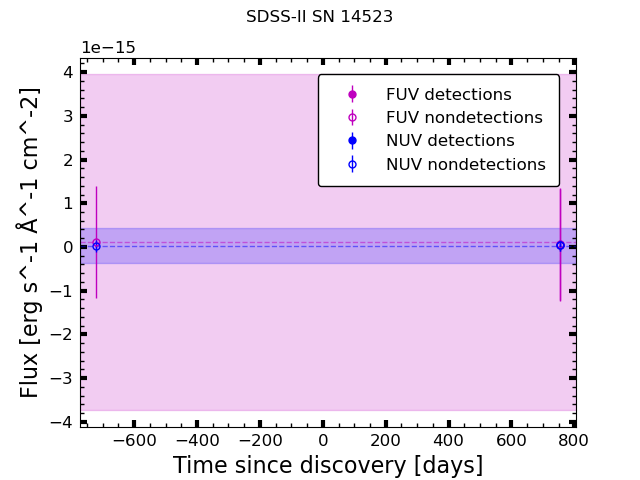 SDSS-II SN 14523
1e−15
4
3
2
1
0
−1
−2
−3
−4
Flux [erg s^-1 Å^-1 cm^-2]
FUV detections
FUV nondetections
NUV detections
NUV nondetections
−600 −400 −200 0 200 400 600 800
Time since discovery [days]